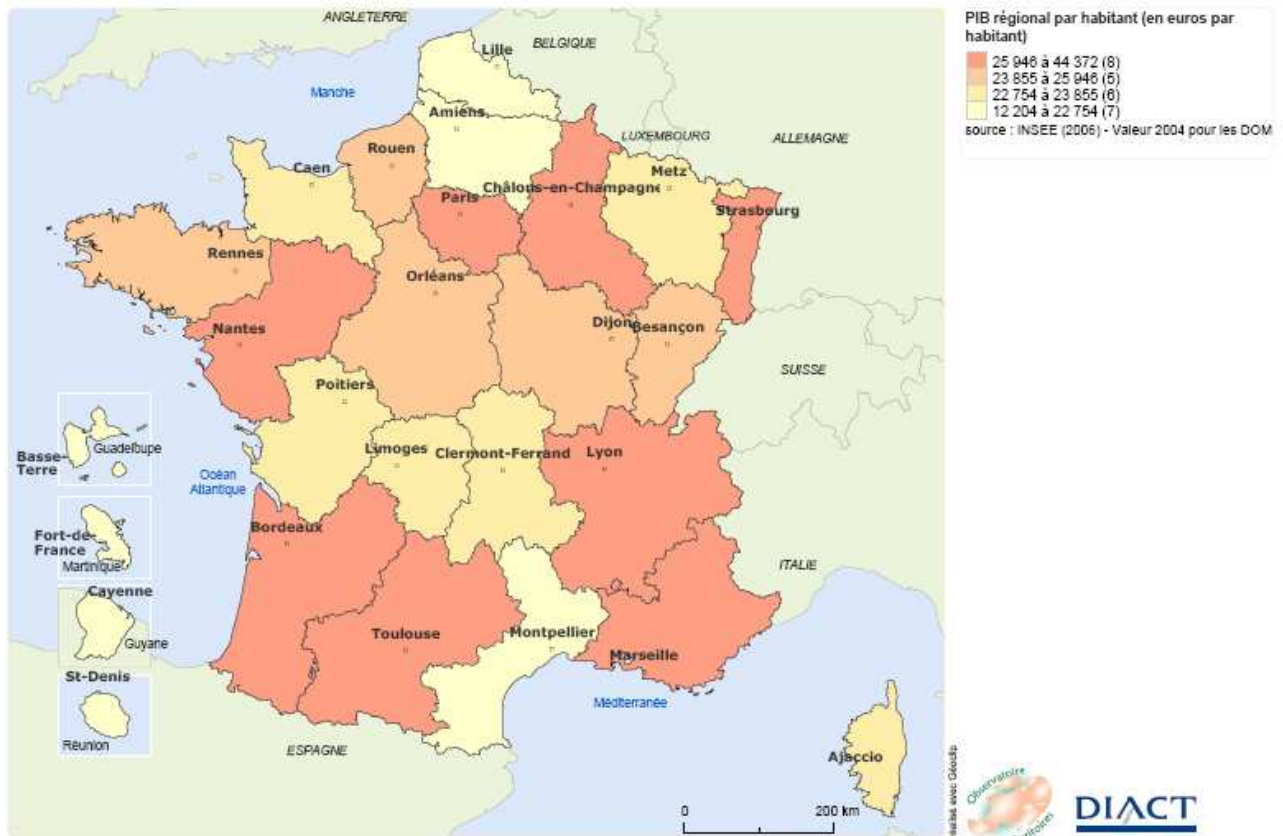 ANGLETERRE
BELGIQUE
Lille
Manche
Amiens
LUXEMBOURG
ALLEMAGNE
Rouen
Caen
Metz
Châlons-en-Champagne
Paris
Strasbourg
Rennes
Orléans
Nantes
Dijon
Besançon
SUISSE
Poitiers
Limoges
Clermont-Ferrand
Lyon
Océan
Atlantique
Bordeaux
ITALIE
Toulouse
Montpellier
Marseille
Méditerranée
ESPAGNE
Ajaccio
Guadeloupe
Basse-
Terre
Fort-de-
France
Martinique
Cayenne
Guyane
St-Denis
Réunion
0 200 km
PIB régional par habitant (en euros par
habitant)
25 946 à 44 372 (8)
23 855 à 25 946 (5)
22 754 à 23 855 (6)
12 204 à 22 754 (7)
source : INSEE (2006) - Valeur 2004 pour les DOM
avec Géoclip
Observatoire
DIACT